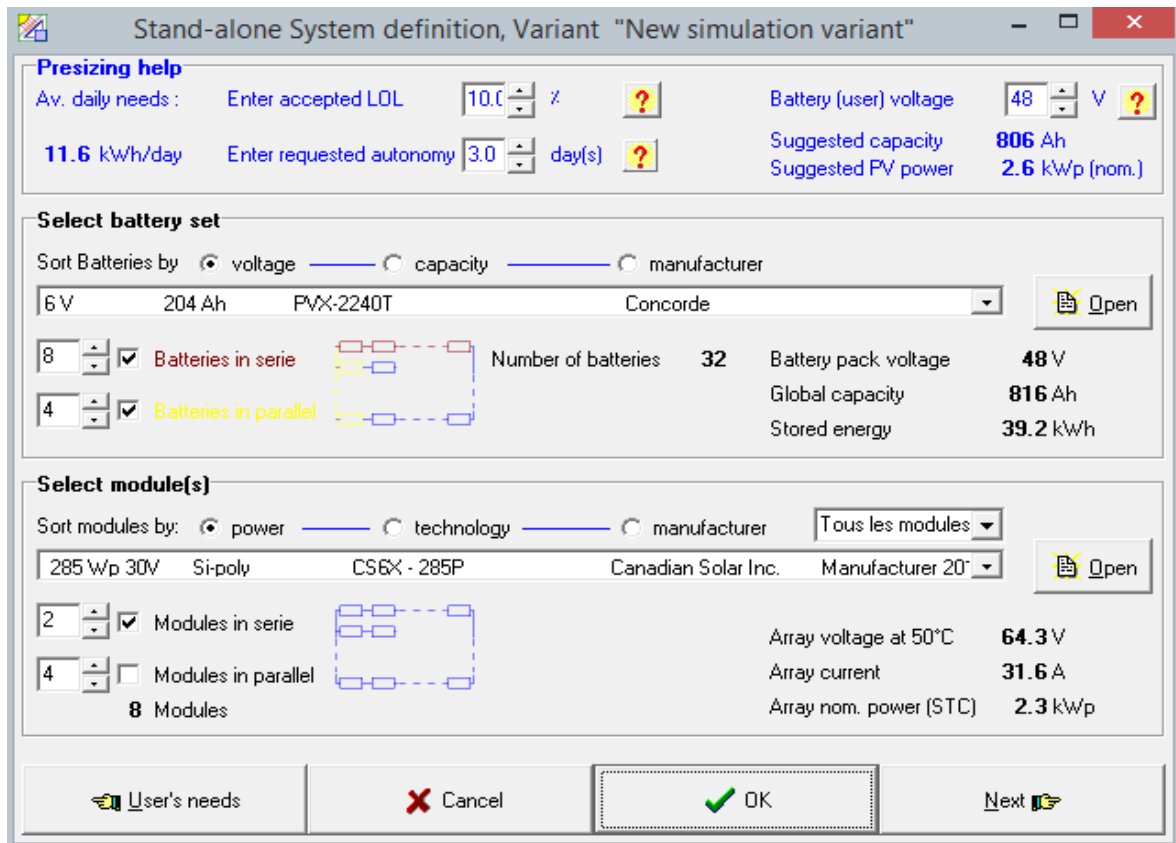 Stand-alone System definition, Variant "New simulation variant"
Presizing help
Av. daily needs : Enter accepted LOL 10.0 % ? Battery (user) voltage 48 V ?
11.6 kWh/day Enter requested autonomy 3.0 day(s) ? Suggested capacity 806 Ah
Suggested PV power 2.6 kWp (nom.)
Select battery set
Sort Batteries by voltage capacity manufacturer
6 V 204 Ah PVX-2240T Concorde Open
8 Batteries in serie Number of batteries 32 Battery pack voltage 48 V
Global capacity 816 Ah
4 Batteries in parallel Stored energy 39.2 kWh
Select module(s)
Sort modules by: power technology manufacturer Tous les modules
285 Wp 30V Si-poly CS6X - 285P Canadian Solar Inc. Manufacturer 20 Open
2 Modules in serie Array voltage at 50°C 64.3 V
4 Modules in parallel Array current 31.6 A
8 Modules Array nom. power (STC) 2.3 kWp
User's needs Cancel OK Next